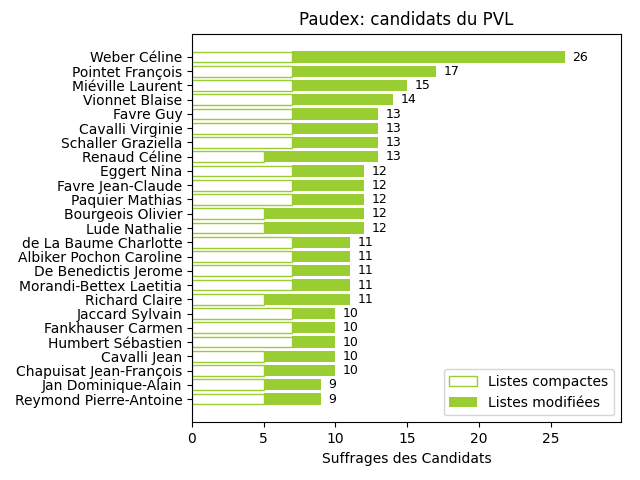 Paudex: candidats du PVL
Weber Céline 26
Pointet François 17
Miéville Laurent 15
Vionnet Blaise 14
Favre Guy 13
Cavalli Virginie 13
Schaller Graziella 13
Renaud Céline 13
Eggert Nina 12
Favre Jean-Claude 12
Paquier Mathias 12
Bourgeois Olivier 12
Lude Nathalie 12
de La Baume Charlotte 11
Albiker Pochon Caroline 11
De Benedictis Jerome 11
Morandi-Bettex Laetitia 11
Richard Claire 11
Jaccard Sylvain 10
Fankhauser Carmen 10
Humbert Sébastien 10
Cavalli Jean 10
Chapuisat Jean-François 10
Jan Dominique-Alain 9
Reymond Pierre-Antoine 9
Listes compactes
Listes modifiées
0 5 10 15 20 25
Suffrages des Candidats